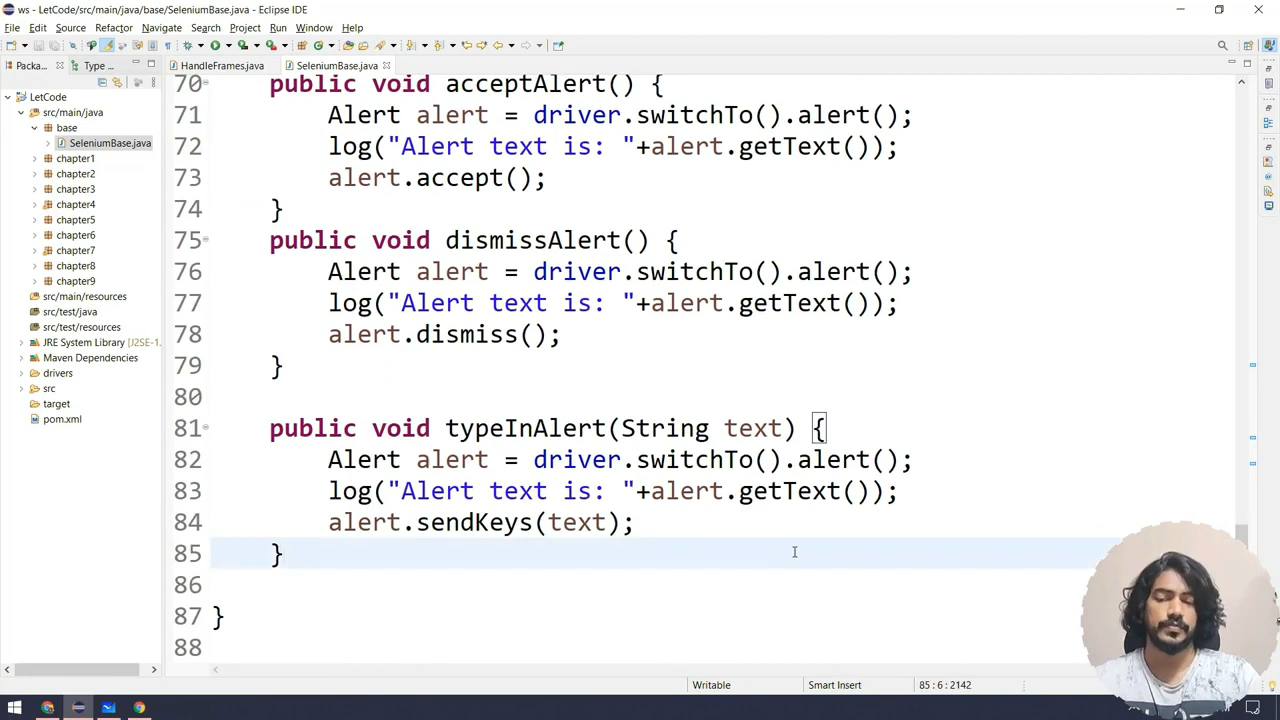 ws - LetCode/src/main/java/base/SeleniumBase.java - Eclipse IDE
File Edit Source Refactor Navigate Search Project Run Window Help
Packa... Type ...
HandleFrames.java SeleniumBase.java
LetCode
src/main/java
base
SeleniumBase.java
chapter1
chapter2
chapter3
chapter4
chapter5
chapter6
chapter7
chapter8
chapter9
src/main/resources
src/test/java
src/test/resources
JRE System Library [J2SE-1.
Maven Dependencies
drivers
src
target
pom.xml
70 public void acceptAlert() {
71 Alert alert = driver.switchTo().alert();
72 log("Alert text is: "+alert.getText());
73 alert.accept();
74 }
75 public void dismissAlert() {
76 Alert alert = driver.switchTo().alert();
77 log("Alert text is: "+alert.getText());
78 alert.dismiss();
79 }
80
81 public void typeInAlert(String text) {
82 Alert alert = driver.switchTo().alert();
83 log("Alert text is: "+alert.getText());
84 alert.sendKeys(text);
85 }
86
87 }
88
Writable Smart Insert 85 : 6 : 2142